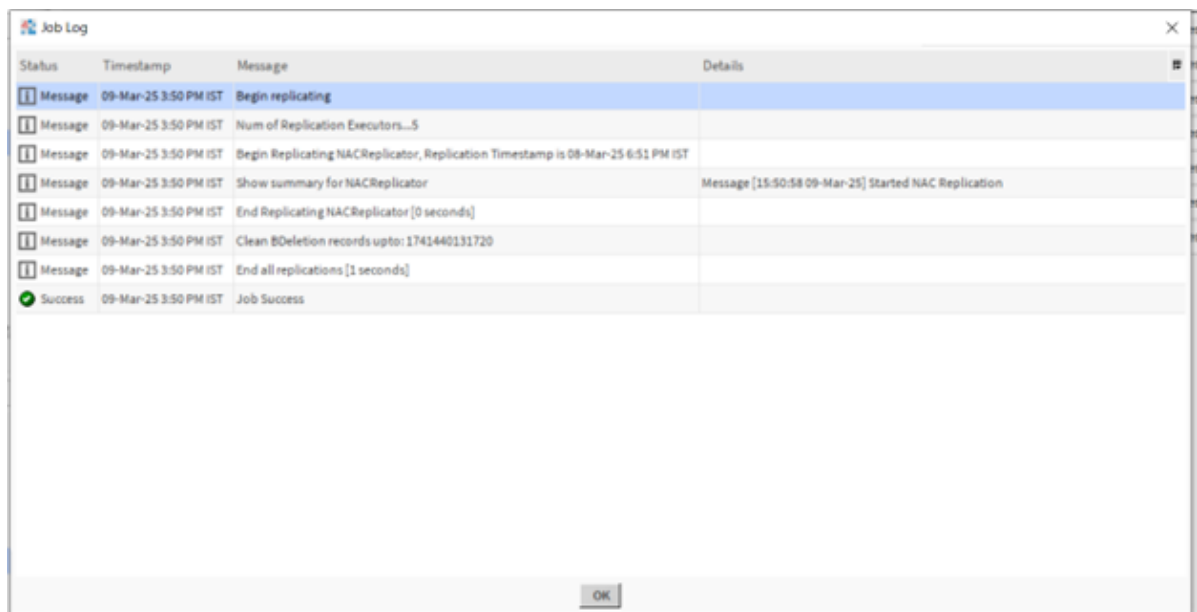 Job Log
Status Timestamp Message Details
Message 09-Mar-25 3:50 PM IST Begin replicating
Message 09-Mar-25 3:50 PM IST Num of Replication Executors...5
Message 09-Mar-25 3:50 PM IST Begin Replicating NACReplicator, Replication Timestamp is 08-Mar-25 6:51 PM IST
Message 09-Mar-25 3:50 PM IST Show summary for NACReplicator Message [15:50:58 09-Mar-25] Started NAC Replication
Message 09-Mar-25 3:50 PM IST End Replicating NACReplicator [0 seconds]
Message 09-Mar-25 3:50 PM IST Clean BDeletion records upto: 1741440131720
Message 09-Mar-25 3:50 PM IST End all replications [1 seconds]
Success 09-Mar-25 3:50 PM IST Job Success
OK